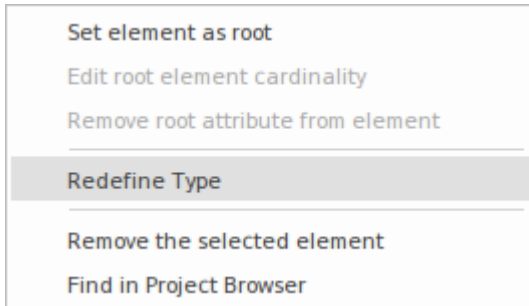 Set element as root
Edit root element cardinality
Remove root attribute from element
Redefine Type
Remove the selected element
Find in Project Browser